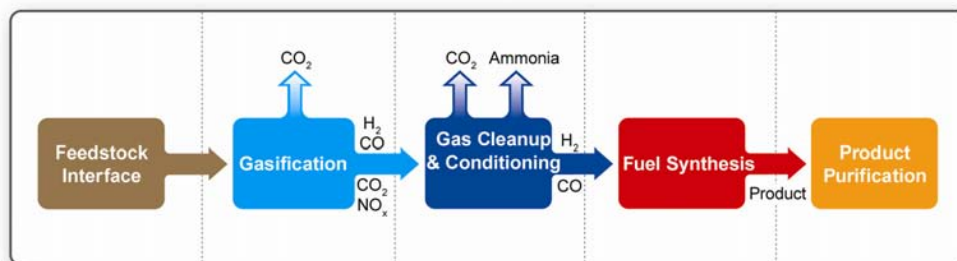 CO₂
CO₂ Ammonia
Feedstock
Interface
Gasification
H₂
CO
CO₂
NOₓ
Gas Cleanup
& Conditioning
H₂
CO
Fuel Synthesis
Product
Product
Purification